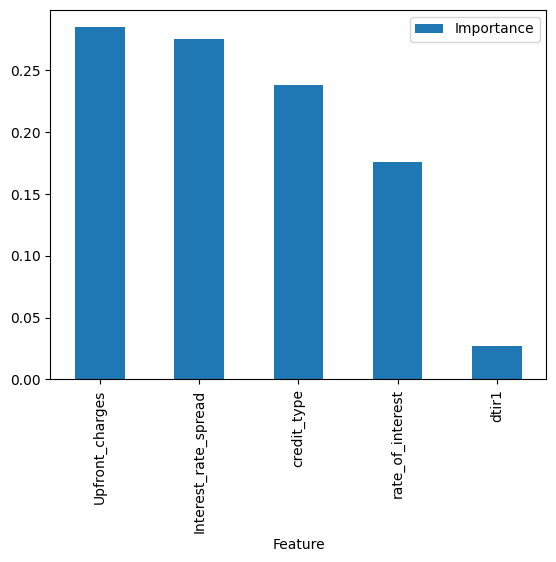 Importance
0.25
0.20
0.15
0.10
0.05
0.00
Upfront_charges
Interest_rate_spread
credit_type
rate_of_interest
dtir1
Feature